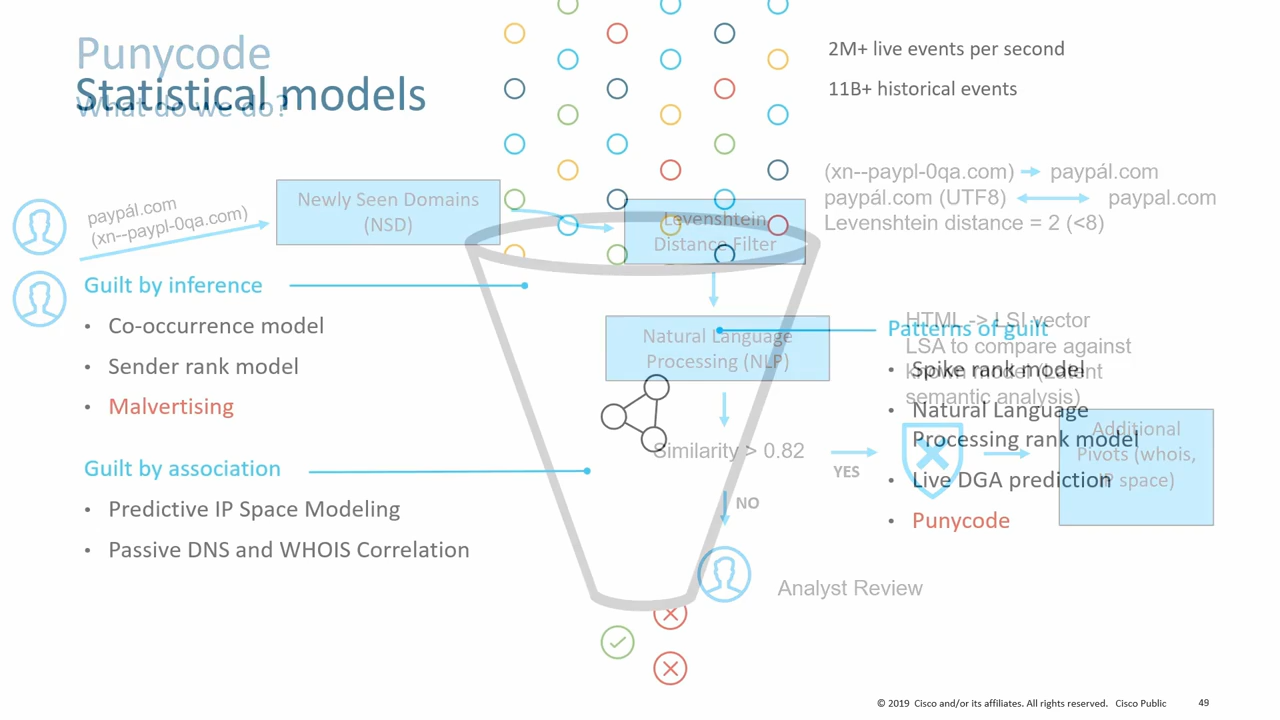 Punycode
Statistical models
What do we do?
2M+ live events per second
11B+ historical events
paypál.com
(xn--paypl-0qa.com)
Newly Seen Domains
(NSD)
Levenshtein
Distance Filter
(xn--paypl-0qa.com) paypál.com
paypál.com (UTF8) paypal.com
Levenshtein distance = 2 (<8)
Guilt by inference
• Co-occurrence model
• Sender rank model
• Malvertising
Guilt by association
• Predictive IP Space Modeling
• Passive DNS and WHOIS Correlation
Natural Language
Processing (NLP)
Similarity > 0.82
YES
NO
Analyst Review
HTML -> LSI vector
LSA to compare against
known model (Latent
semantic analysis)
Patterns of guilt
• Spike rank model
• Natural Language
Processing rank model
• Live DGA prediction
• Punycode
Additional
Pivots (whois,
IP space)
© 2019 Cisco and/or its affiliates. All rights reserved. Cisco Public
49